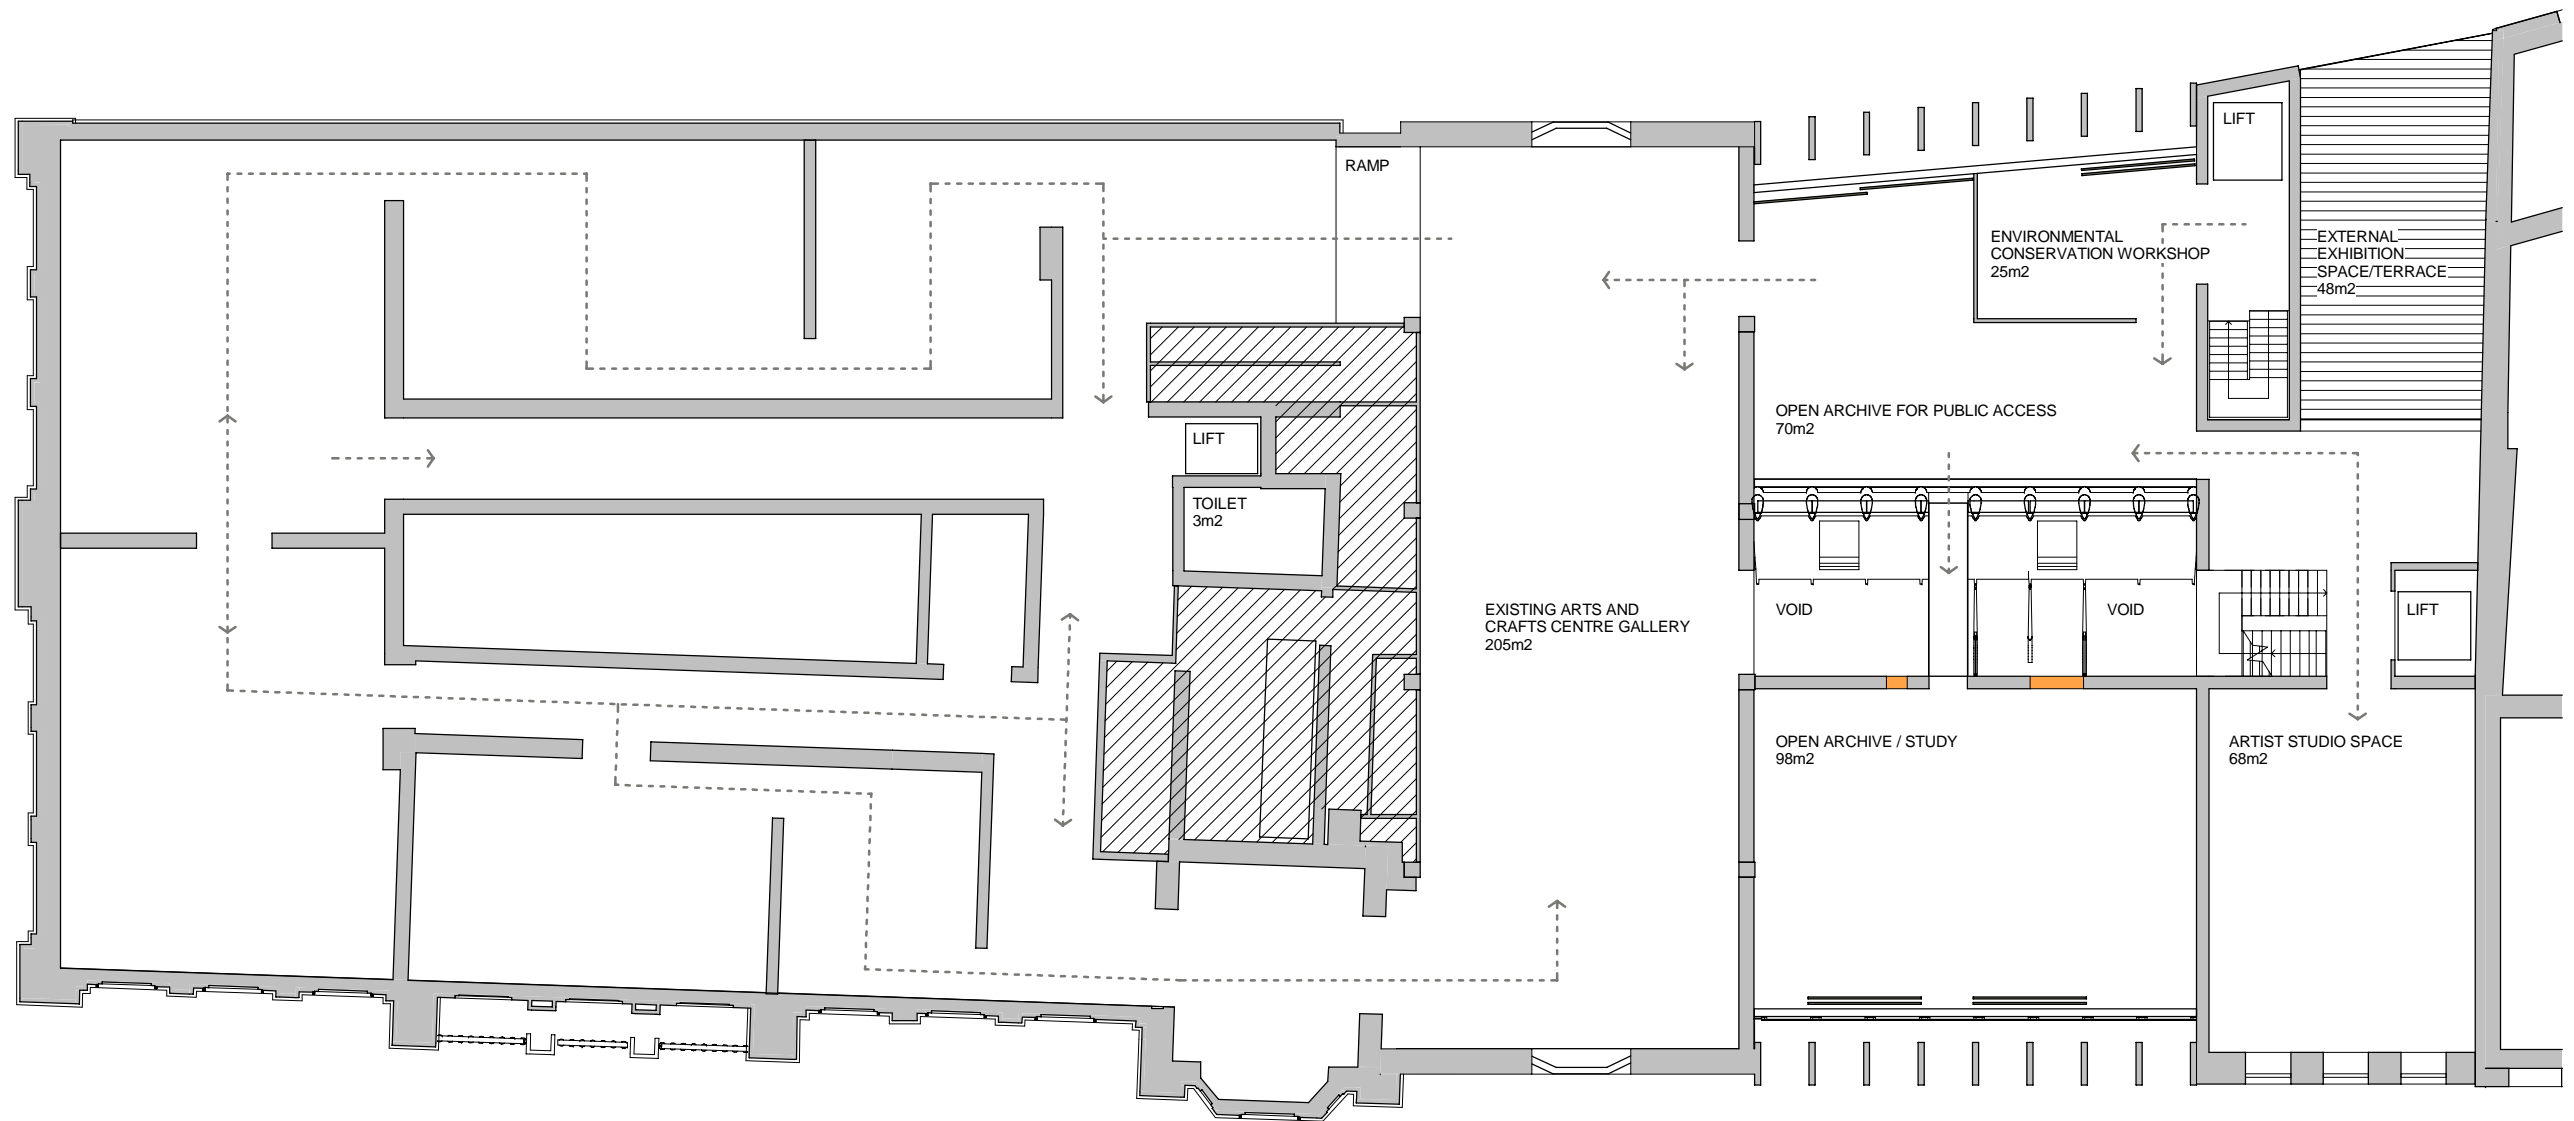 LIFT
RAMP
ENVIRONMENTAL
CONSERVATION WORKSHOP
25m2
EXTERNAL
EXHIBITION
SPACE/TERRACE
48m2
OPEN ARCHIVE FOR PUBLIC ACCESS
70m2
LIFT
TOILET
3m2
EXISTING ARTS AND
CRAFTS CENTRE GALLERY
205m2
VOID
VOID
LIFT
OPEN ARCHIVE / STUDY
98m2
ARTIST STUDIO SPACE
68m2